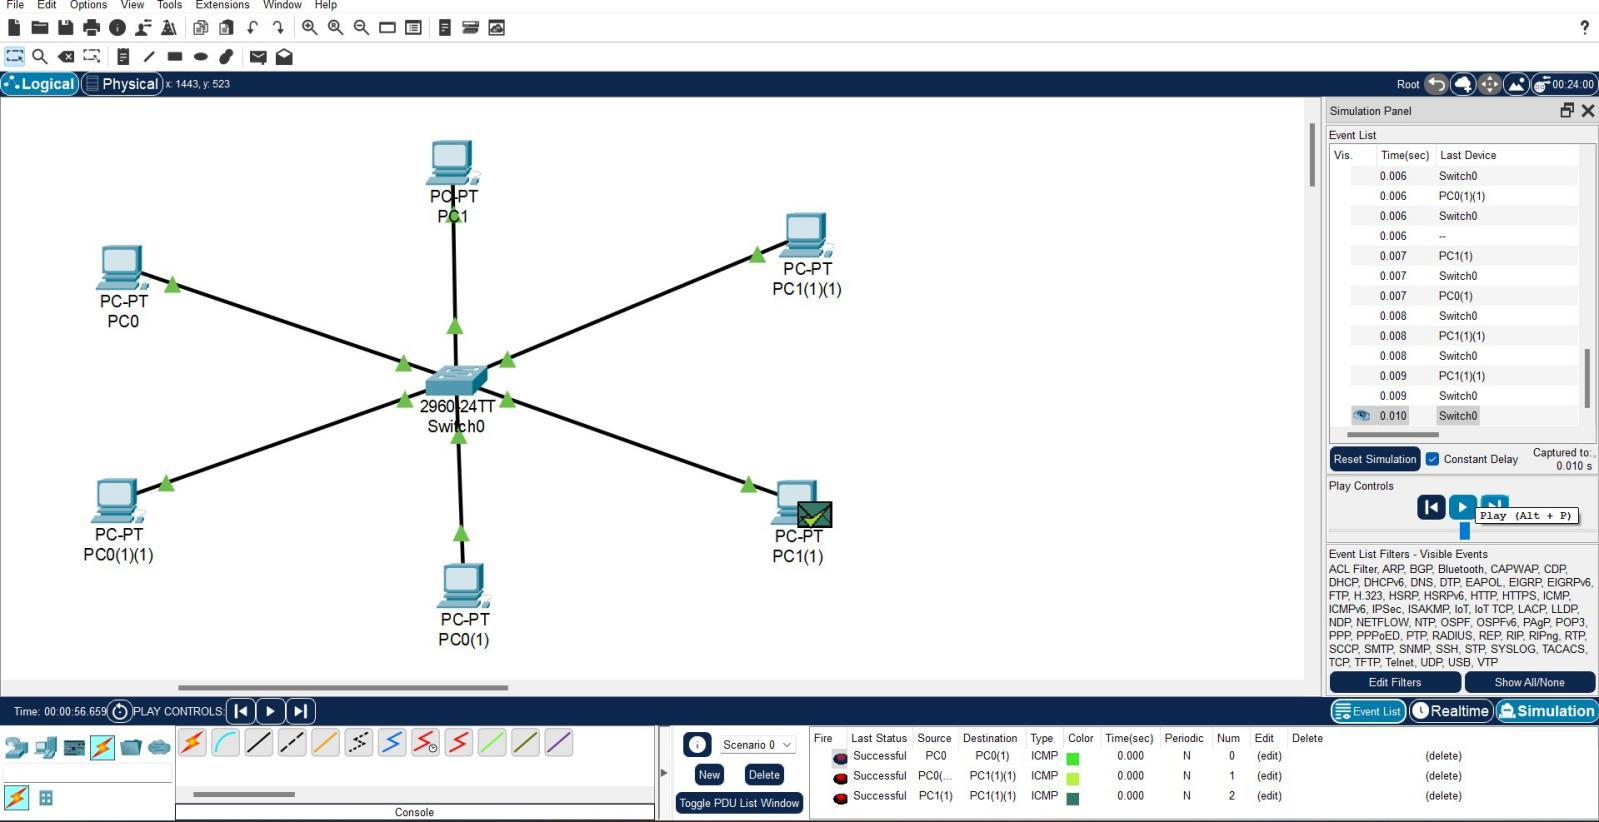 File Edit Options View Tools Extensions Window Help
?
Logical Physical x: 1443, y: 523 Root 00:24:00
PC-PT
PC1
PC-PT
PC1(1)(1)
PC-PT
PC0
2960-24TT
Switch0
PC-PT
PC0(1)(1)
PC-PT
PC1(1)
PC-PT
PC0(1)
Simulation Panel
Event List
Vis. Time(sec) Last Device
0.006 Switch0
0.006 PC0(1)(1)
0.006 Switch0
0.006 --
0.007 PC1(1)
0.007 Switch0
0.007 PC0(1)
0.008 Switch0
0.008 PC1(1)(1)
0.008 Switch0
0.009 PC1(1)(1)
0.009 Switch0
0.010 Switch0
Reset Simulation Constant Delay Captured to:
0.010 s
Play Controls
Play (Alt + P)
Event List Filters - Visible Events
ACL Filter, ARP, BGP, Bluetooth, CAPWAP, CDP,
DHCP, DHCPv6, DNS, DTP, EAPOL, EIGRP, EIGRPv6,
FTP, H.323, HSRP, HSRPv6, HTTP, HTTPS, ICMP,
ICMPv6, IPSec, ISAKMP, IoT, IoT TCP, LACP, LLDP,
NDP, NETFLOW, NTP, OSPF, OSPFv6, PAgP, POP3,
PPP, PPPoED, PTP, RADIUS, REP, RIP, RIPng, RTP,
SCCP, SMTP, SNMP, SSH, STP, SYSLOG, TACACS,
TCP, TFTP, Telnet, UDP, USB, VTP
Edit Filters Show All/None
Time: 00:00:56.659 PLAY CONTROLS: Event List Realtime Simulation
Console
Scenario 0
New Delete
Toggle PDU List Window
Fire Last Status Source Destination Type Color Time(sec) Periodic Num Edit Delete
Successful PC0 PC0(1) ICMP 0.000 N 0 (edit) (delete)
Successful PC0(... PC1(1)(1) ICMP 0.000 N 1 (edit) (delete)
Successful PC1(1) PC1(1)(1) ICMP 0.000 N 2 (edit) (delete)